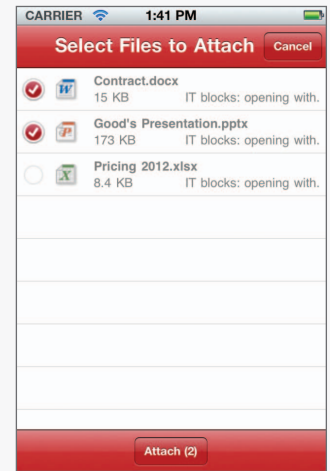 CARRIER 1:41 PM
Select Files to Attach Cancel
W Contract.docx
15 KB IT blocks: opening with.
P Good's Presentation.pptx
173 KB IT blocks: opening with.
X Pricing 2012.xlsx
8.4 KB IT blocks: opening with.
Attach (2)